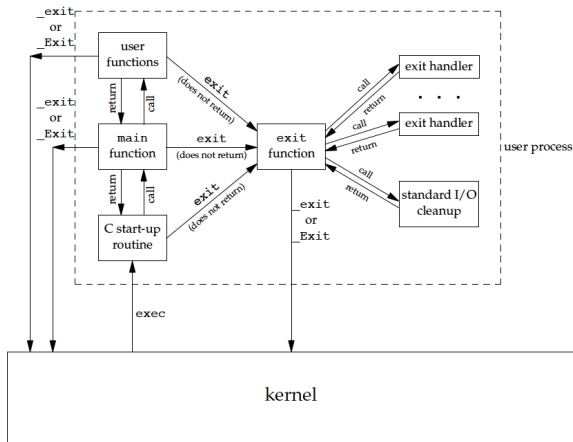 _exit
or
_Exit
user
functions
exit
(does not return)
return
call
_exit
or
_Exit
main
function
exit
(does not return)
exit
function
return
call
C start-up
routine
exit
(does not return)
call
return
exit handler
. . .
call
return
exit handler
call
return
standard I/O
cleanup
user process
_exit
or
_Exit
exec
kernel